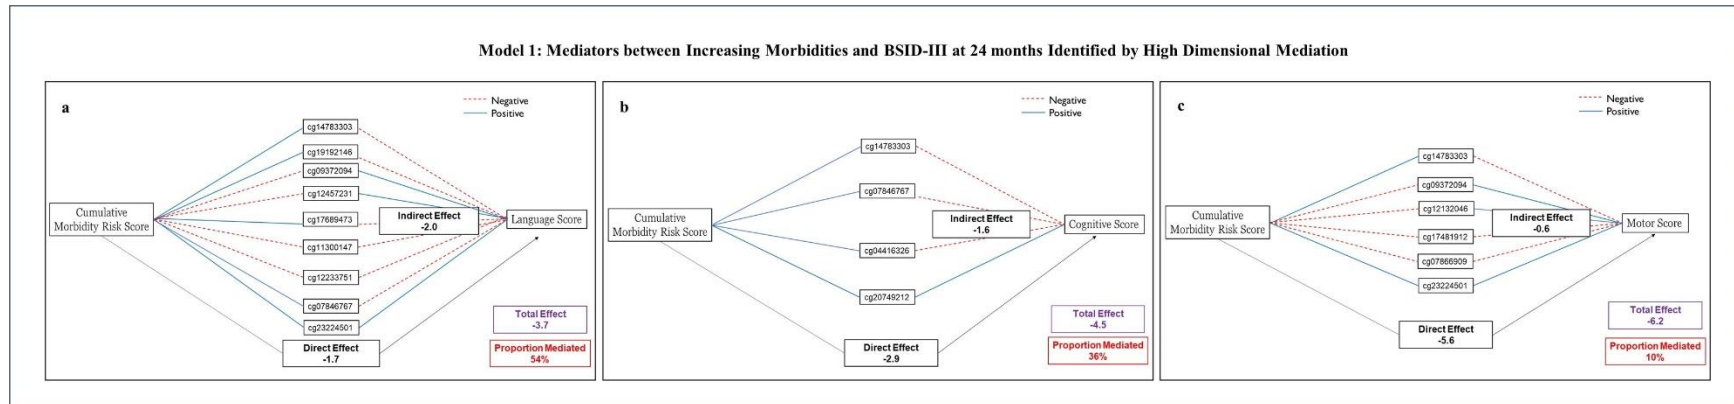 Model 1: Mediators between Increasing Morbidities and BSID-III at 24 months Identified by High Dimensional Mediation
a
Negative
Positive
cg14783303
cg19192146
cg09372094
cg12457231
cg17689473
cg11300147
cg12233751
cg07846767
cg23224501
Cumulative
Morbidity Risk Score
Indirect Effect
-2.0
Language Score
Direct Effect
-1.7
Total Effect
-3.7
Proportion Mediated
54%
b
Negative
Positive
cg14783303
cg07846767
cg04416326
cg20749212
Cumulative
Morbidity Risk Score
Indirect Effect
-1.6
Cognitive Score
Direct Effect
-2.9
Total Effect
-4.5
Proportion Mediated
36%
c
Negative
Positive
cg14783303
cg09372094
cg12132046
cg17481912
cg07866909
cg23224501
Cumulative
Morbidity Risk Score
Indirect Effect
-0.6
Motor Score
Direct Effect
-5.6
Total Effect
-6.2
Proportion Mediated
10%